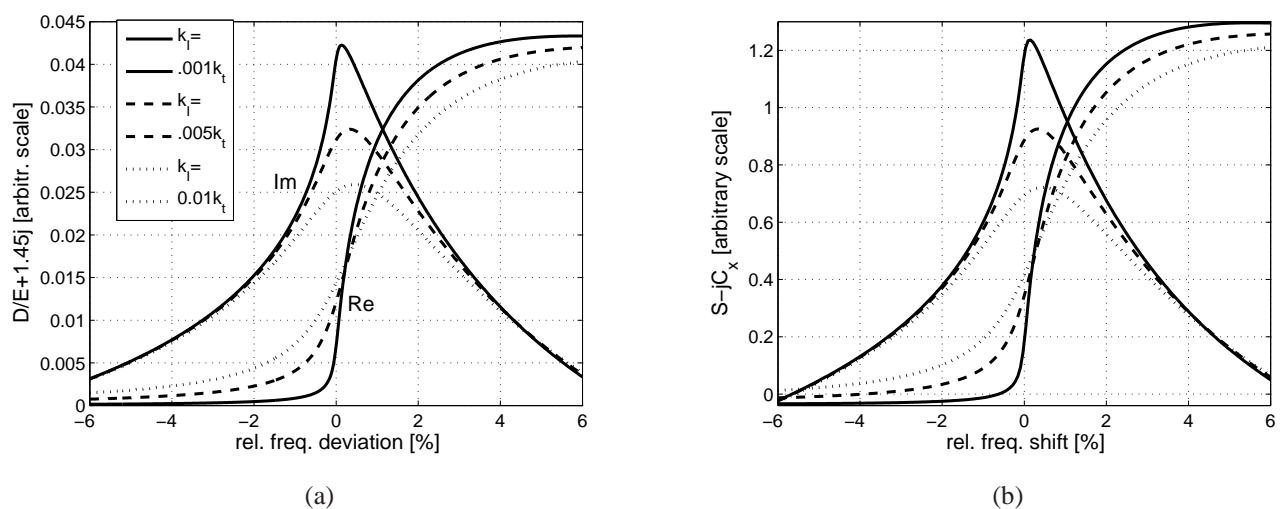 0.045
0.04
0.035
0.03
0.025
0.02
0.015
0.01
0.005
0
D/E+1.45j [arbitr. scale]
k_l=
.001k_t
k_l=
.005k_t
k_l=
0.01k_t
Im
Re
−6 −4 −2 0 2 4 6
rel. freq. deviation [%]
(a)
1.2
1
0.8
0.6
0.4
0.2
0
S−jC_x [arbitrary scale]
−6 −4 −2 0 2 4 6
rel. freq. shift [%]
(b)